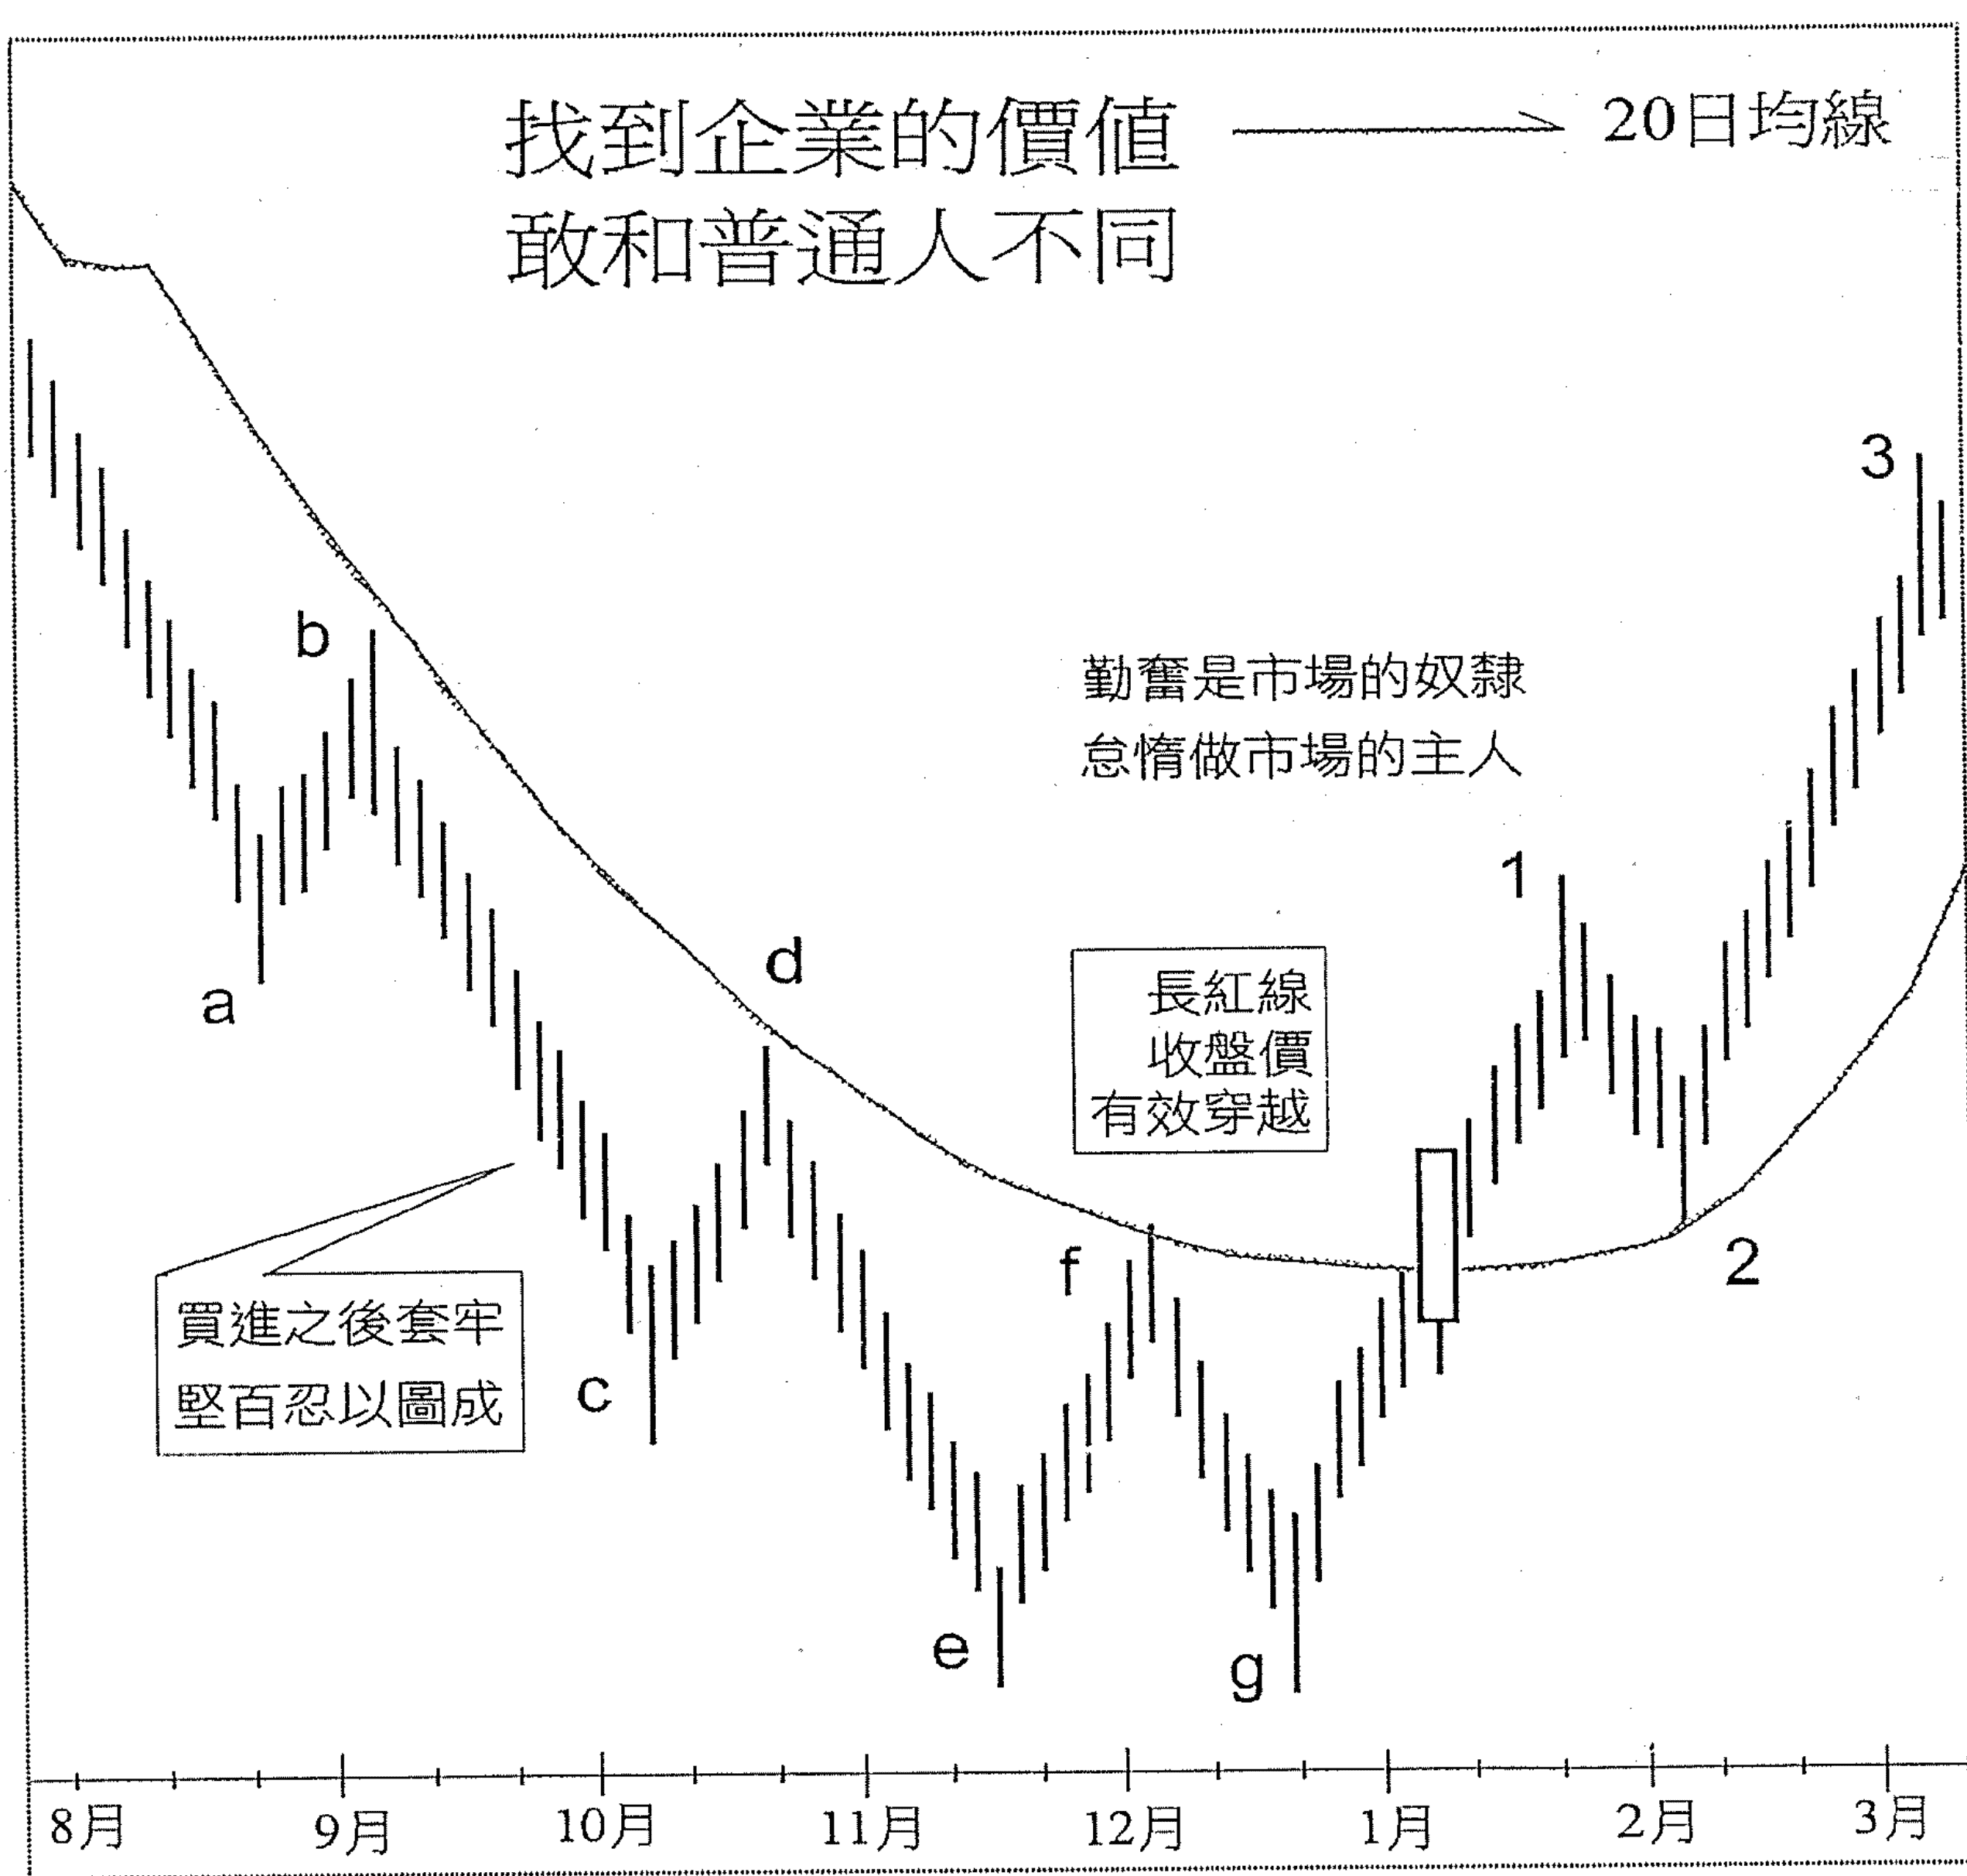 找到企業的價值
20日均線
敢和普通人不同
3
b
勤奮是市場的奴隸
怠惰做市場的主人
1
d
a
長紅線
收盤價
有效穿越
f
2
買進之後套牢
堅百忍以圖成
c
e
g
8月 9月 10月 11月 12月 1月 2月 3月